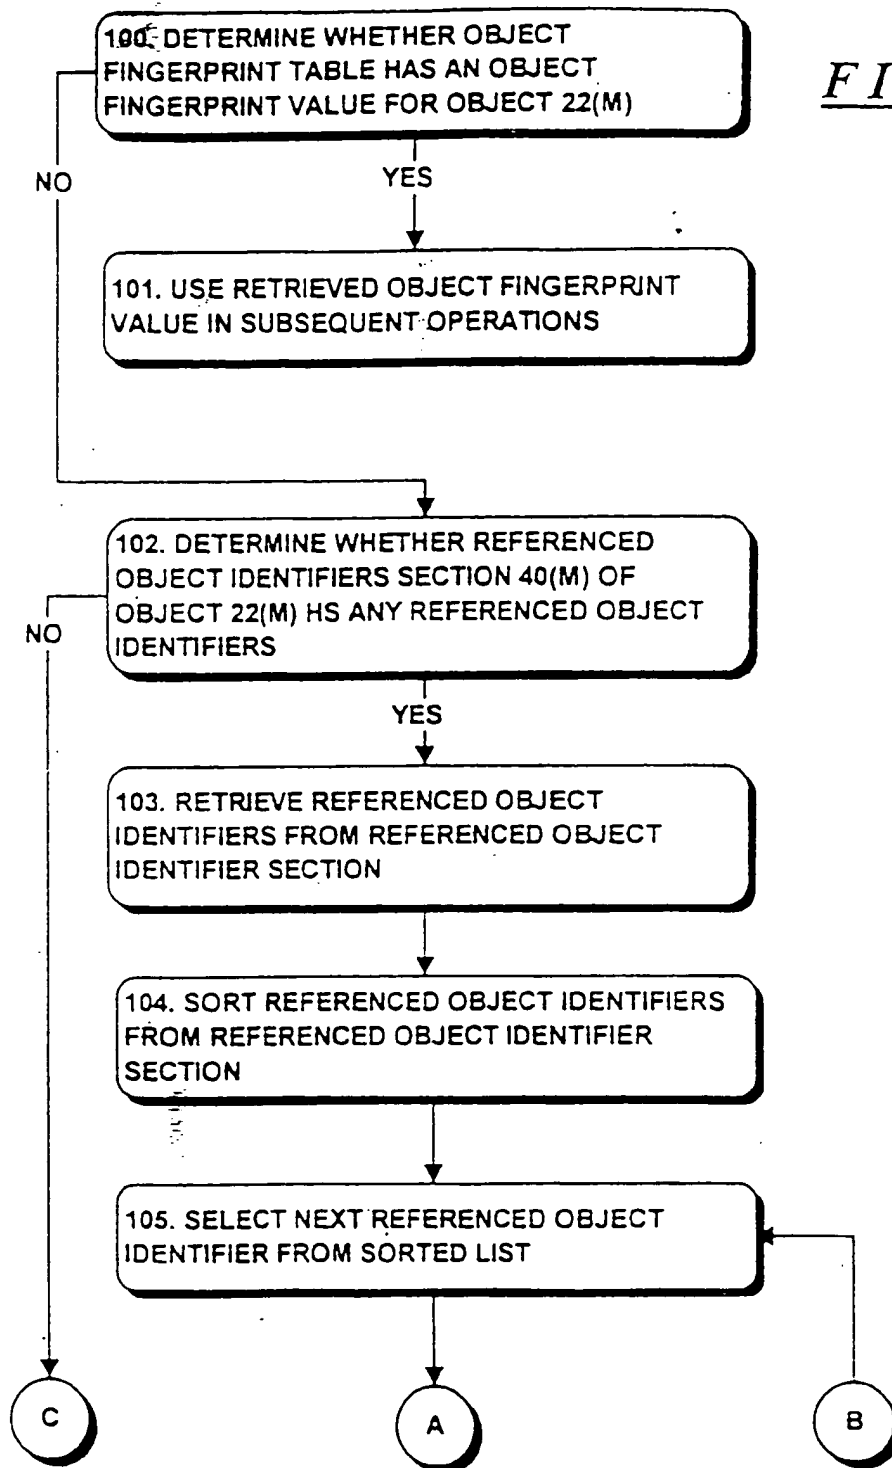 100. DETERMINE WHETHER OBJECT
FINGERPRINT TABLE HAS AN OBJECT
FINGERPRINT VALUE FOR OBJECT 22(M)
F I
NO
YES
101. USE RETRIEVED OBJECT FINGERPRINT
VALUE IN SUBSEQUENT OPERATIONS
102. DETERMINE WHETHER REFERENCED
OBJECT IDENTIFIERS SECTION 40(M) OF
OBJECT 22(M) HS ANY REFERENCED OBJECT
IDENTIFIERS
NO
YES
103. RETRIEVE REFERENCED OBJECT
IDENTIFIERS FROM REFERENCED OBJECT
IDENTIFIER SECTION
104. SORT REFERENCED OBJECT IDENTIFIERS
FROM REFERENCED OBJECT IDENTIFIER
SECTION
105. SELECT NEXT REFERENCED OBJECT
IDENTIFIER FROM SORTED LIST
C
A
B